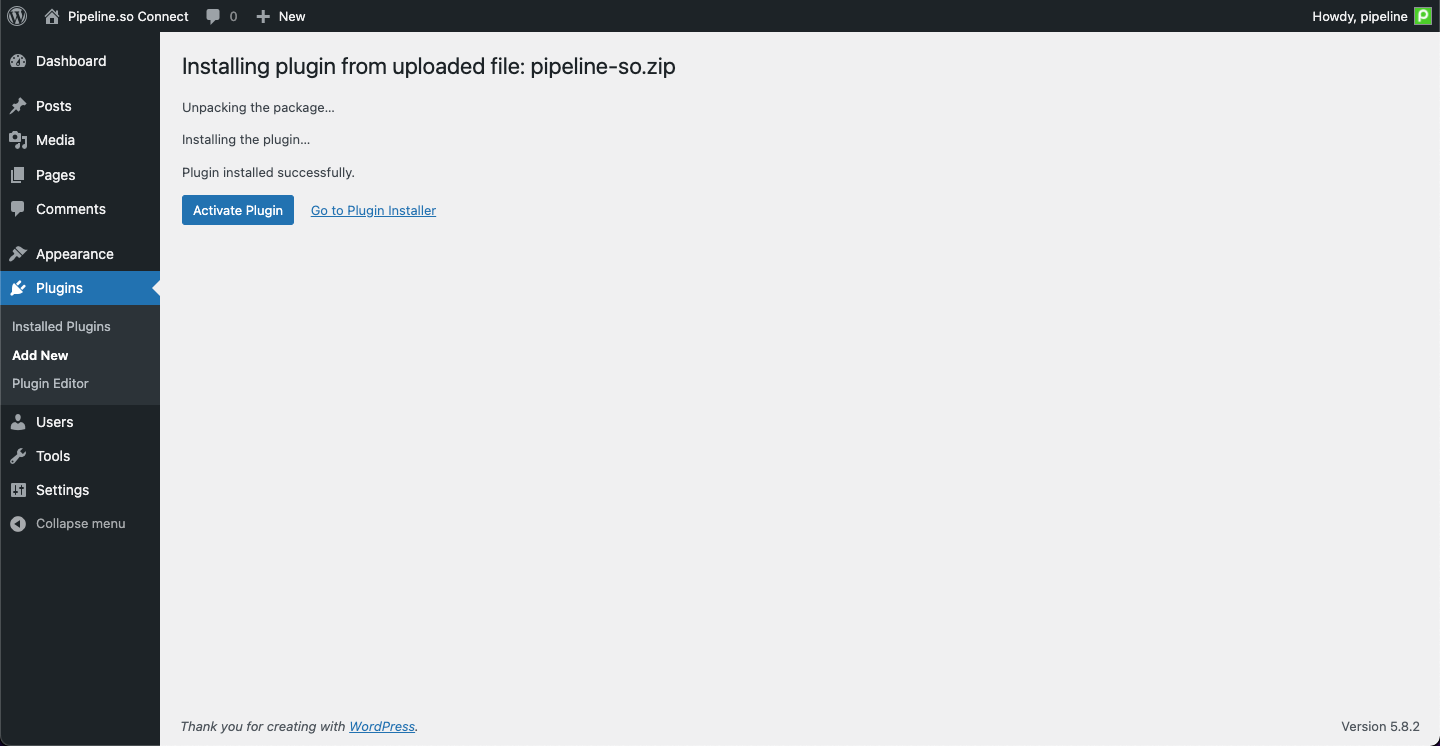 Pipeline.so Connect 0 New Howdy, pipeline
Dashboard
Posts
Media
Pages
Comments
Appearance
Plugins
Installed Plugins
Add New
Plugin Editor
Users
Tools
Settings
Collapse menu
Installing plugin from uploaded file: pipeline-so.zip
Unpacking the package…
Installing the plugin…
Plugin installed successfully.
Activate Plugin Go to Plugin Installer
Thank you for creating with WordPress. Version 5.8.2